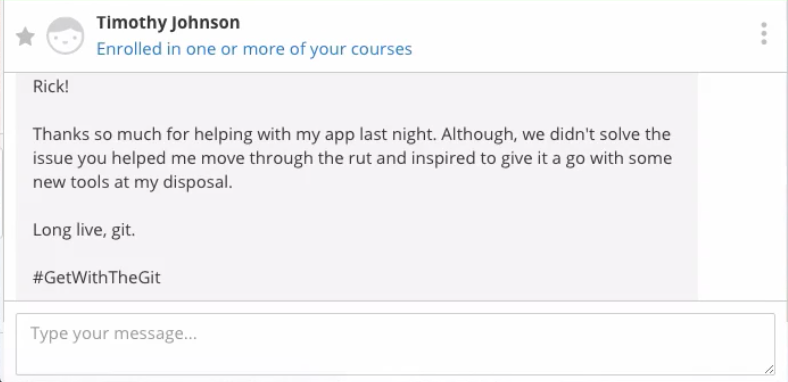 Timothy Johnson
Enrolled in one or more of your courses
Rick!
Thanks so much for helping with my app last night. Although, we didn't solve the
issue you helped me move through the rut and inspired to give it a go with some
new tools at my disposal.
Long live, git.
#GetWithTheGit
Type your message...